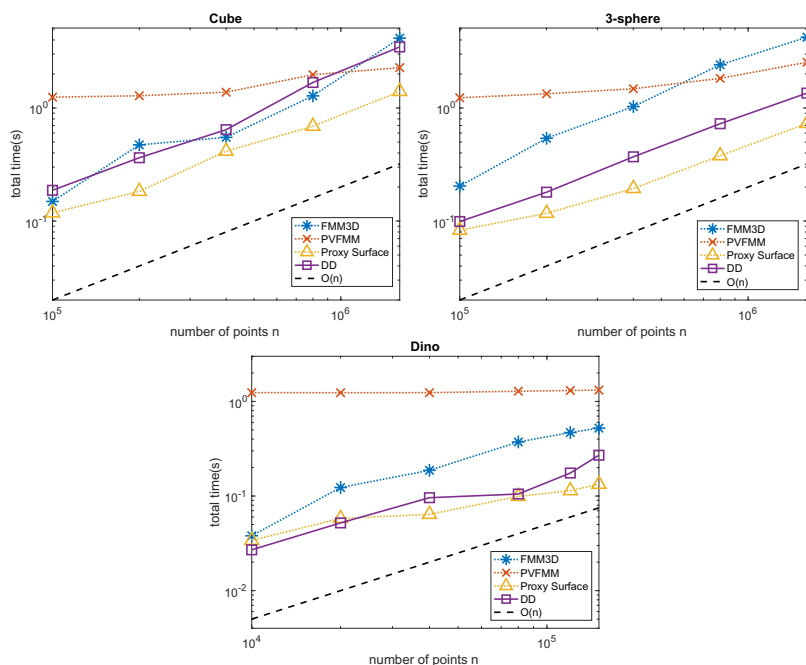 Cube
total time(s)
10^0
10^-1
10^5
10^6
number of points n
FMM3D
PVFMM
Proxy Surface
DD
O(n)
3-sphere
total time(s)
10^0
10^-1
10^5
10^6
number of points n
FMM3D
PVFMM
Proxy Surface
DD
O(n)
Dino
total time(s)
10^0
10^-1
10^-2
10^4
10^5
number of points n
FMM3D
PVFMM
Proxy Surface
DD
O(n)